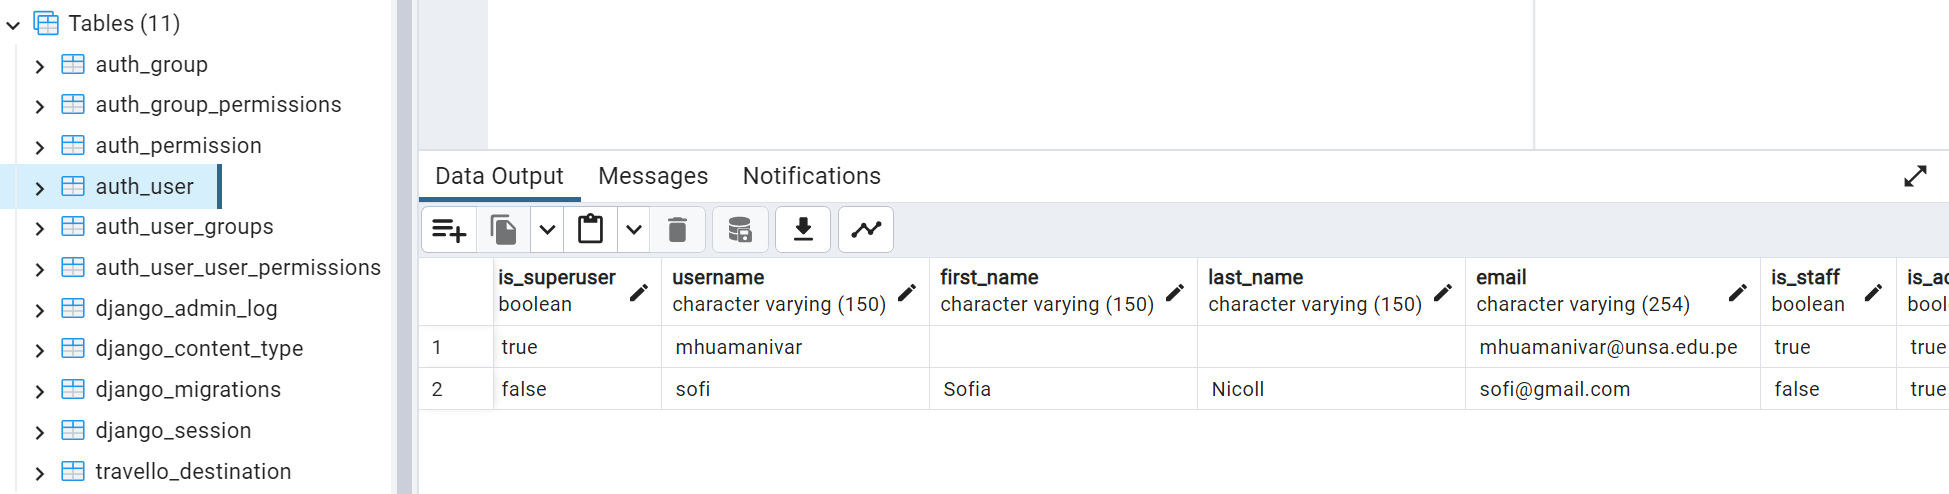 Tables (11)
auth_group
auth_group_permissions
auth_permission
auth_user
auth_user_groups
auth_user_user_permissions
django_admin_log
django_content_type
django_migrations
django_session
travello_destination
Data Output Messages Notifications
is_superuser username first_name last_name email is_staff is_ac
boolean character varying (150) character varying (150) character varying (150) character varying (254) boolean bool
1 true mhuamanivar mhuamanivar@unsa.edu.pe true true
2 false sofi Sofia Nicoll sofi@gmail.com false true